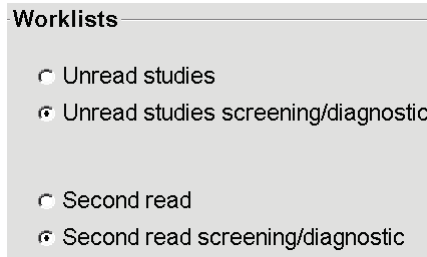 Worklists
Unread studies
Unread studies screening/diagnostic
Second read
Second read screening/diagnostic